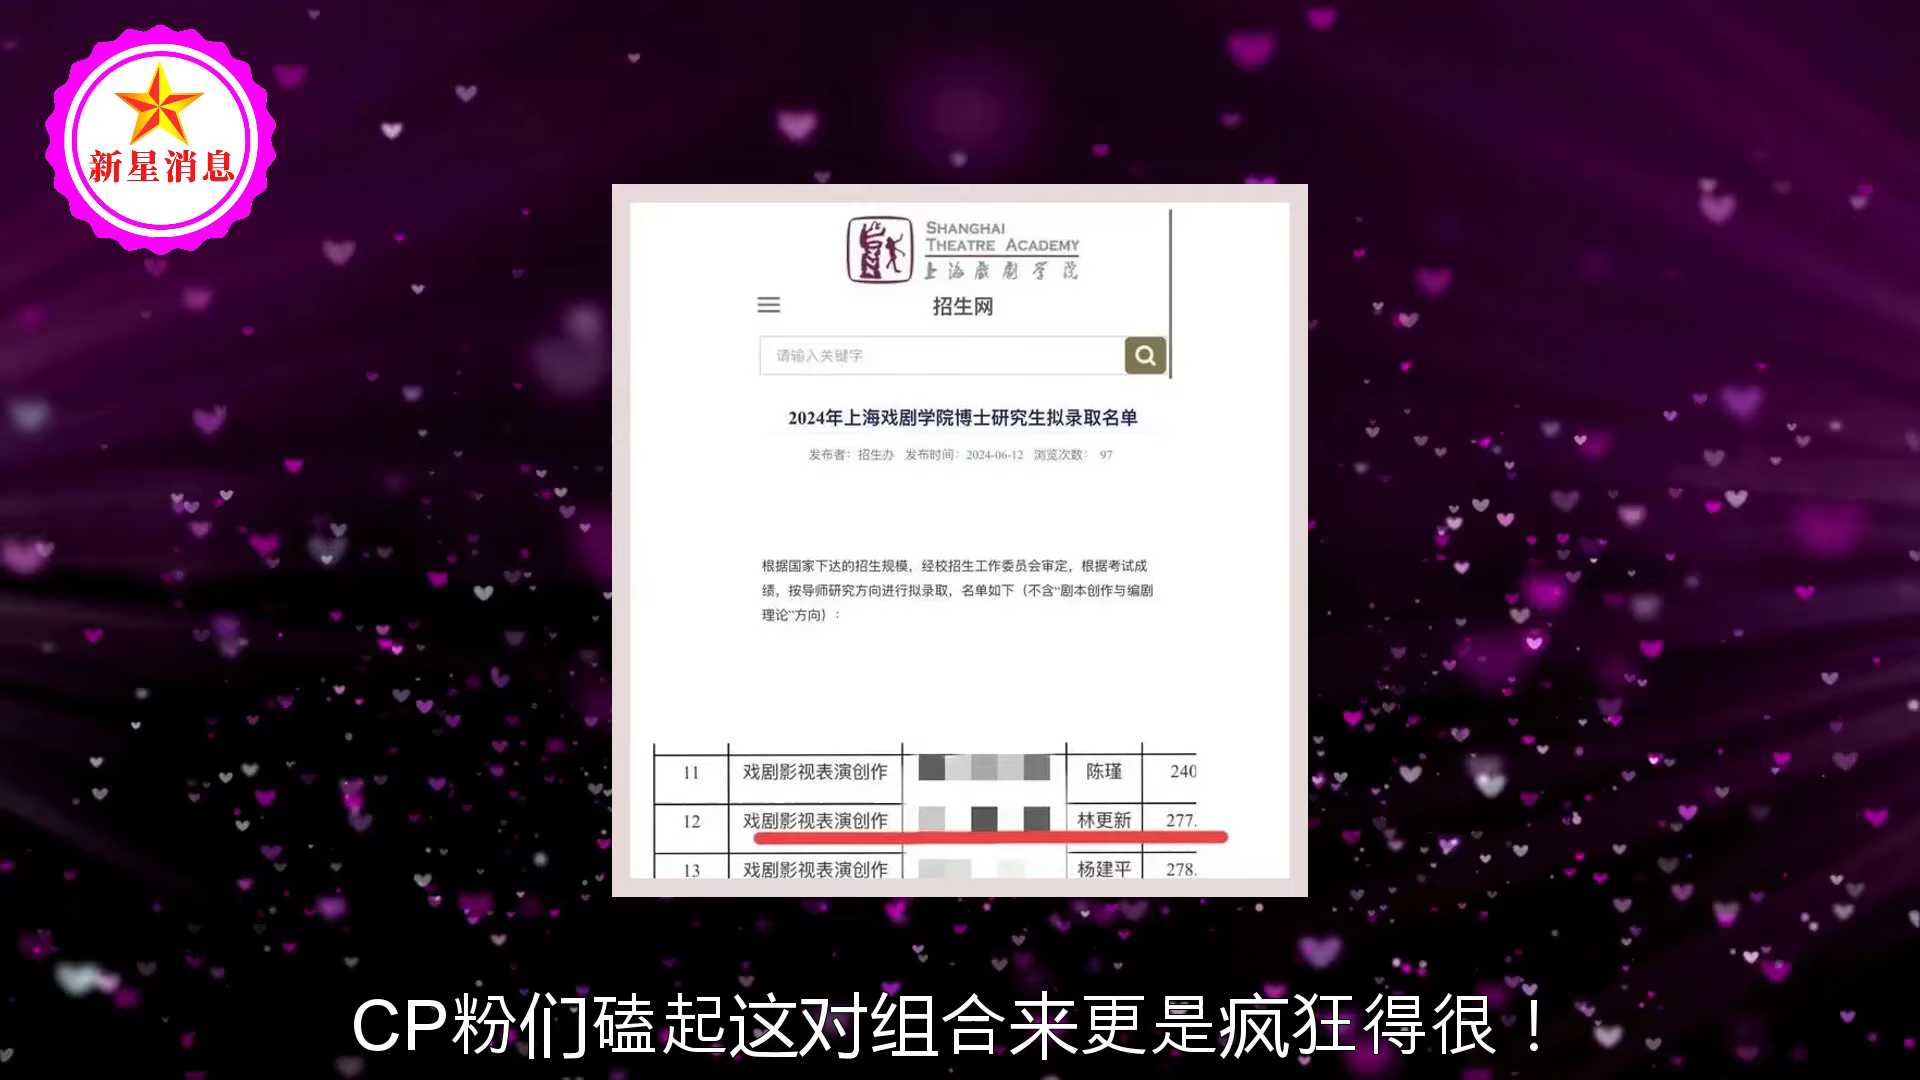 新星消息
SHANGHAI
THEATRE ACADEMY
上海戏剧学院
招生网
请输入关键字
2024年上海戏剧学院博士研究生拟录取名单
发布者：招生办 发布时间：2024-06-12 浏览次数： 97
根据国家下达的招生规模，经校招生工作委员会审定，根据考试成
绩，按导师研究方向进行拟录取，名单如下（不含“剧本创作与编剧
理论”方向）：
11 戏剧影视表演创作 陈瑾 240
12 戏剧影视表演创作 林更新 277.
13 戏剧影视表演创作 杨建平 278.
CP粉们磕起这对组合来更是疯狂得很！